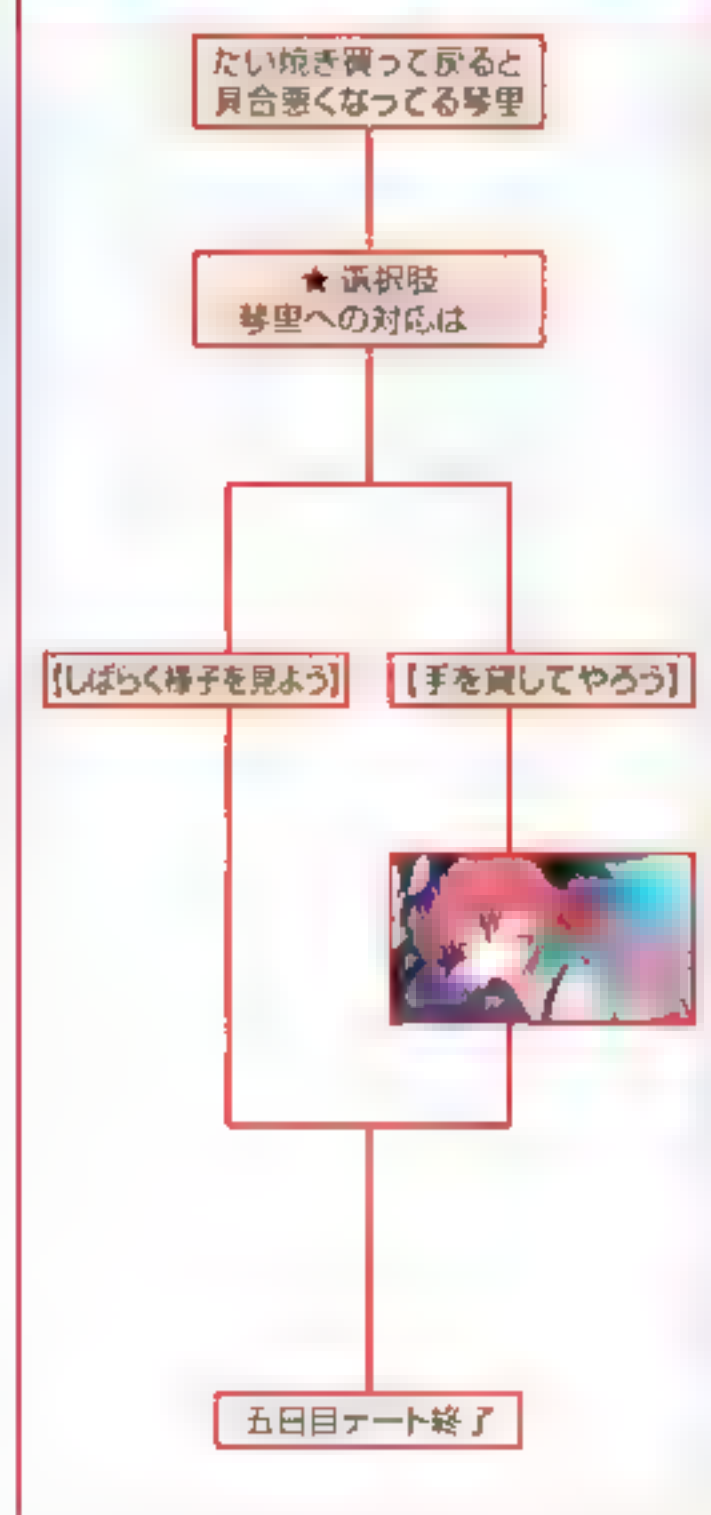 たい焼き買って戻ると
具合悪くなってる琴里
★ 選択肢
琴里への対応は
[しばらく様子を見よう]
[手を貸してやろう]
五日目デート終了